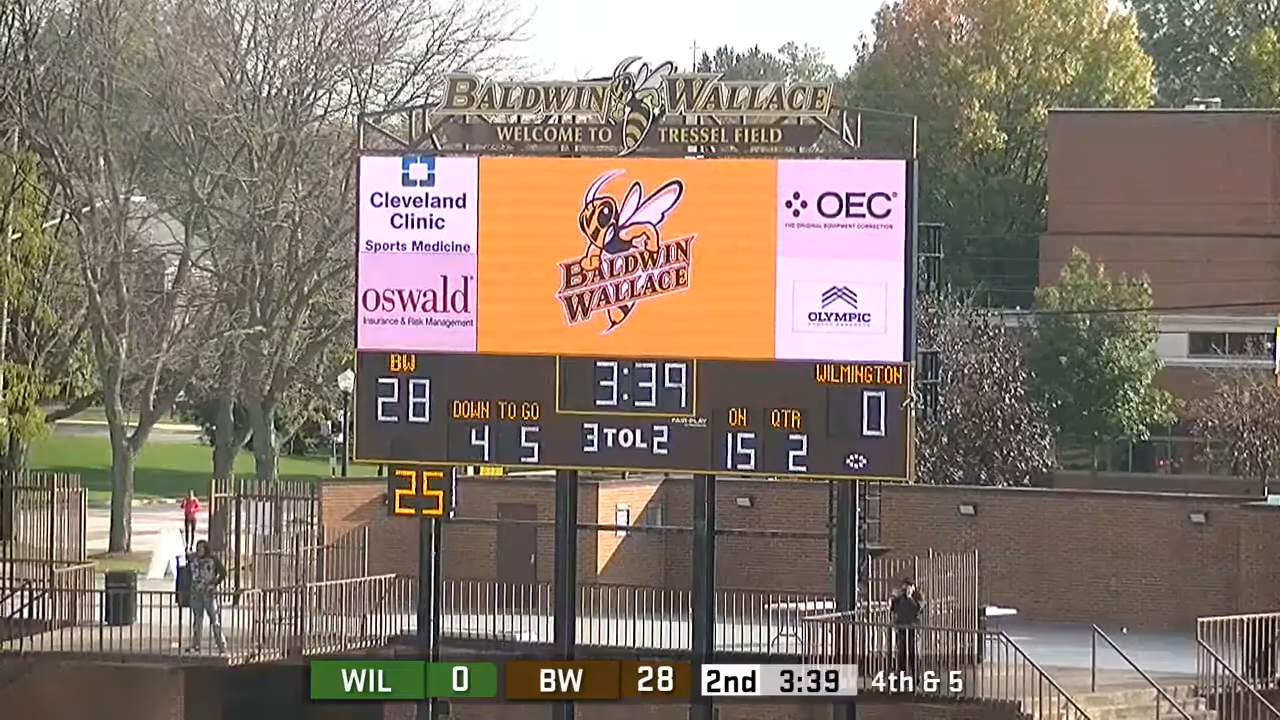 BALDWIN WALLACE
WELCOME TO TRESSEL FIELD
Cleveland
Clinic
Sports Medicine
oswald
Insurance & Risk Management
BALDWIN
WALLACE
OEC
THE ORIGINAL EQUIPMENT CONNECTION
OLYMPIC
BW
28
3:39
WILMINGTON
0
DOWN TO GO
4 5
3 TOL 2
FAIR-PLAY
ON QTR
15 2
25
WIL 0 BW 28 2nd 3:39 4th & 5